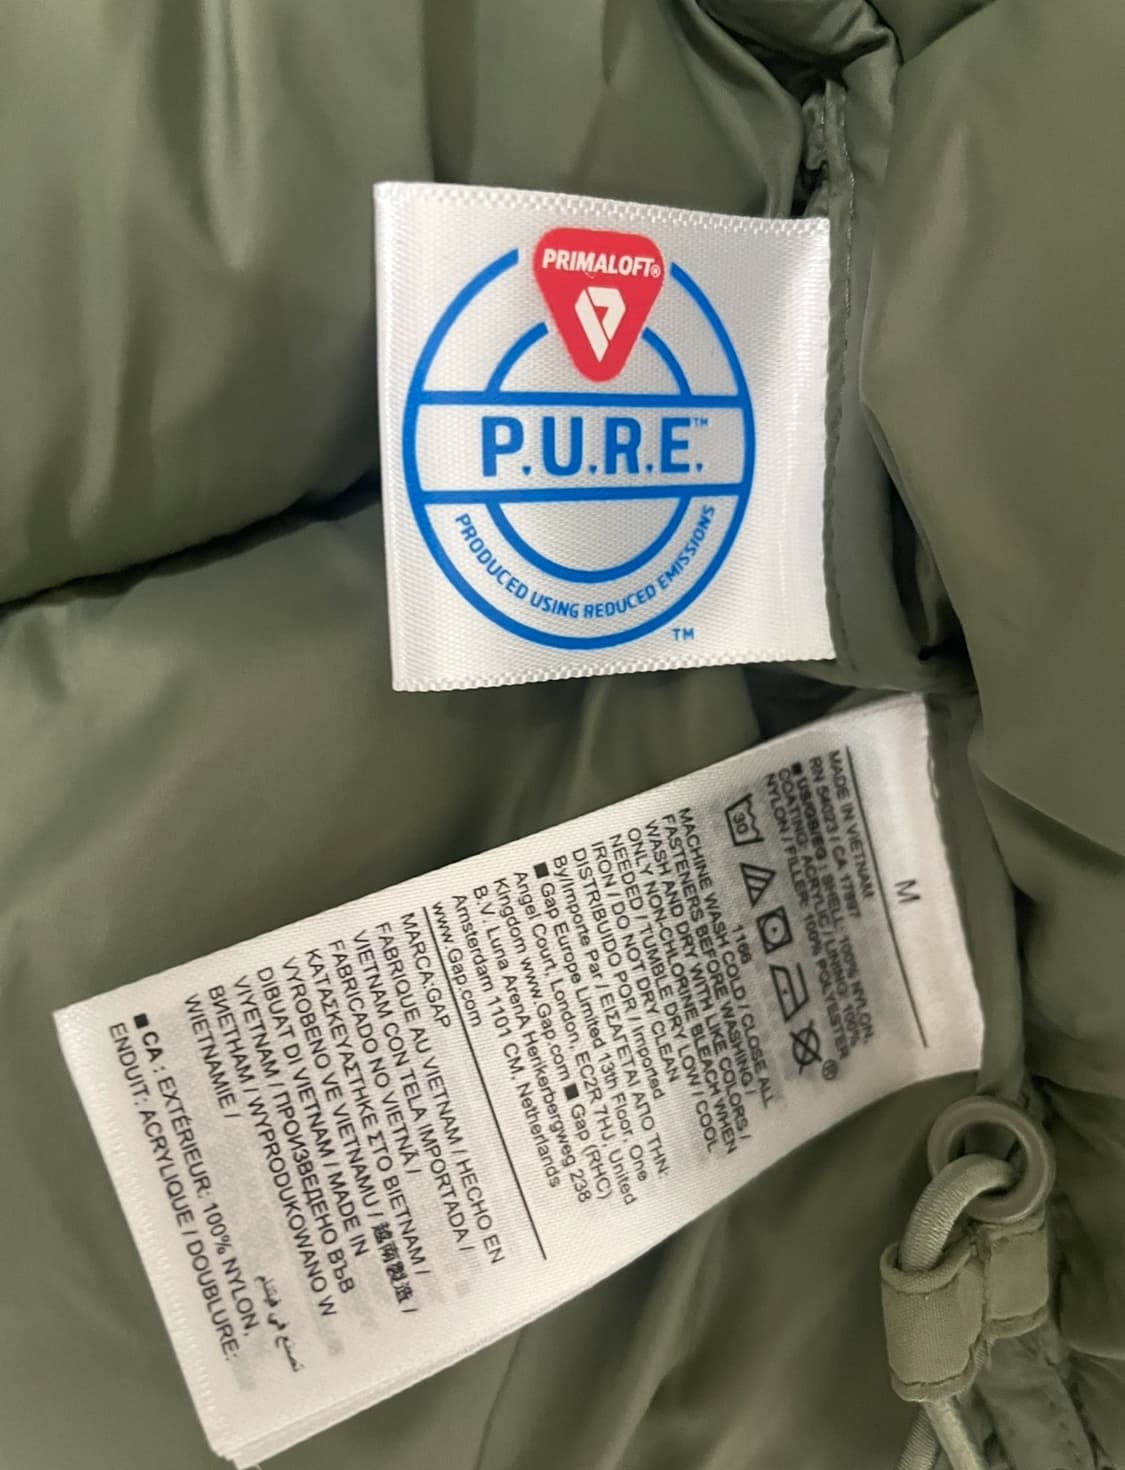 PRIMALOFT®
P.U.R.E.™
PRODUCED USING REDUCED EMISSIONS
™
M
MADE IN VIETNAM
RN 54023 / CA 17897
■ US/GB/EG : SHELL: 100% NYLON,
COATING: ACRYLIC / LINING: 100%
NYLON / FILLER: 100% POLYESTER
30
®
1166
MACHINE WASH COLD / CLOSE ALL
FASTENERS BEFORE WASHING /
WASH AND DRY WITH LIKE COLORS /
ONLY NON-CHLORINE BLEACH WHEN
NEEDED / TUMBLE DRY LOW / COOL
IRON / DO NOT DRY CLEAN
DISTRIBUIDO POR / Imported
By/Importe Par / ΕΙΣΑΓΕΤΑΙ ΑΠΟ ΤΗΝ:
■ Gap Europe Limited 13th Floor, One
Angel Court, London, EC2R 7HJ, United
Kingdom www.Gap.com ■ Gap (RHC)
B.V. Luna ArenA Herikerbergweg 238
Amsterdam 1101 CM, Netherlands
www.Gap.com
MARCA:GAP
FABRIQUE AU VIETNAM / HECHO EN
VIETNAM CON TELA IMPORTADA /
FABRICADO NO VIETNÃ /
ΚΑΤΑΣΚΕΥΑΣΤΗΚΕ ΣΤΟ ΒΙΕΤΝΑΜ /
VYROBENO VE VIETNAMU / 越南製造 /
DIBUAT DI VIETNAM / MADE IN
VIYETNAM / ПРОИЗВЕДЕНО ВЪВ
ВИЕТНАМ / WYPRODUKOWANO W
WIETNAMIE /
تصنع في فيتنام
■ CA : EXTÉRIEUR: 100% NYLON,
ENDUIT: ACRYLIQUE / DOUBLURE: